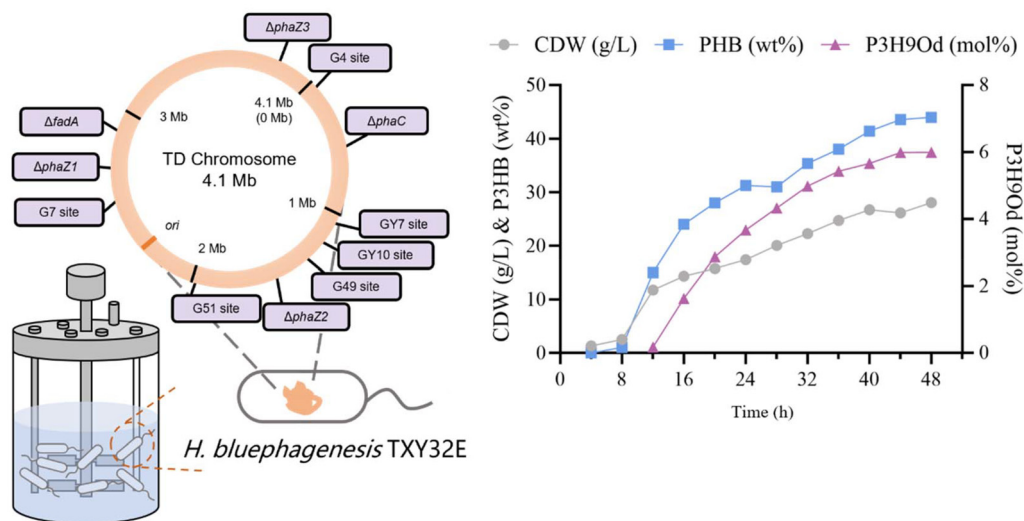 ΔphaZ3
G4 site
4.1 Mb
(0 Mb)
ΔphaC
3 Mb
ΔfadA
TD Chromosome
4.1 Mb
ΔphaZ1
G7 site
1 Mb
GY7 site
ori
2 Mb
GY10 site
G49 site
G51 site
ΔphaZ2
H. bluephagenesis TXY32E
CDW (g/L)
PHB (wt%)
P3H9Od (mol%)
CDW (g/L) & P3HB (wt%)
50
40
30
20
10
0
8
6
4
2
0
P3H9Od (mol%)
0
8
16
24
32
40
48
Time (h)